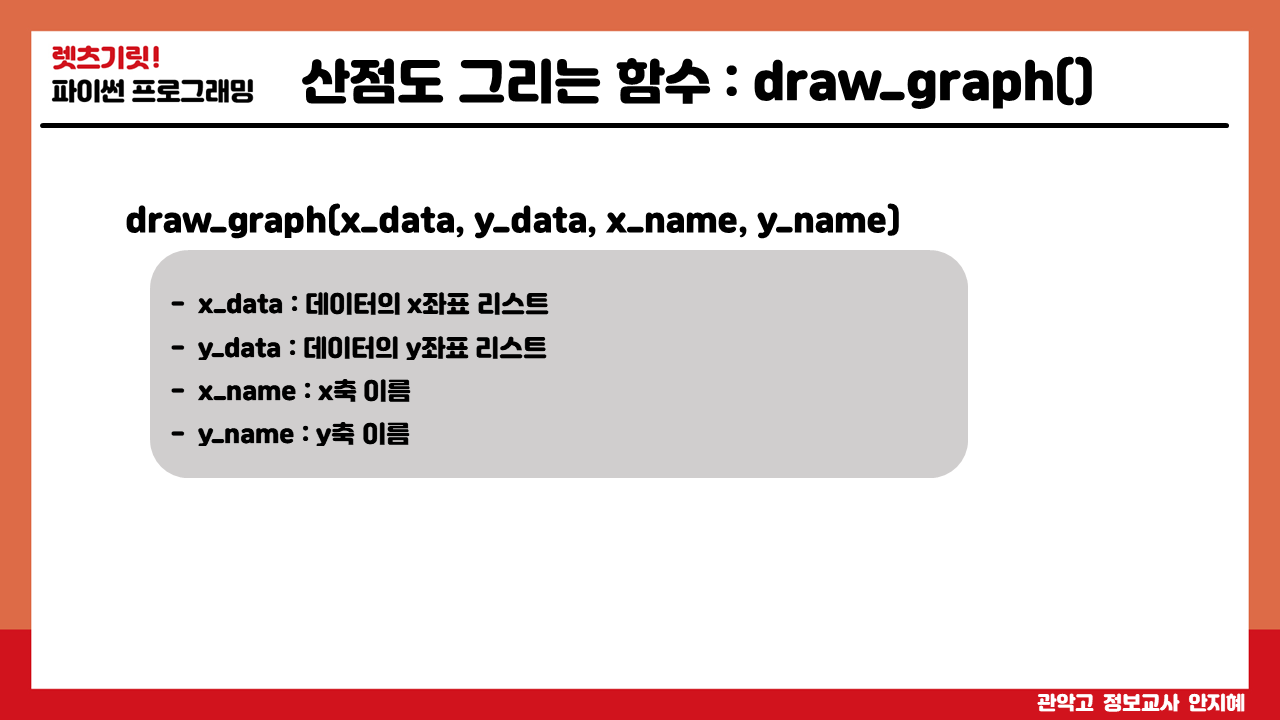 렛츠기릿!
파이썬 프로그래밍
산점도 그리는 함수 : draw_graph()
draw_graph(x_data, y_data, x_name, y_name)
- x_data : 데이터의 x좌표 리스트
- y_data : 데이터의 y좌표 리스트
- x_name : x축 이름
- y_name : y축 이름
관악고 정보교사 안지혜